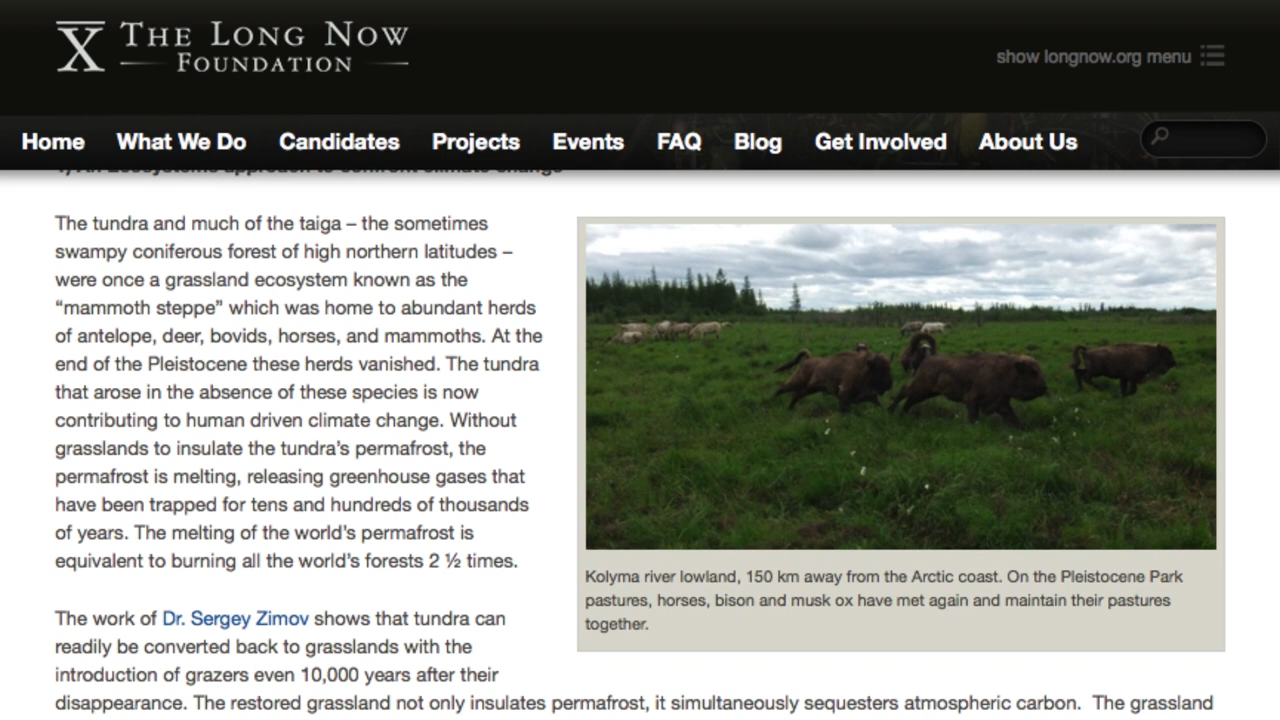 X THE LONG NOW
FOUNDATION
show longnow.org menu
Home What We Do Candidates Projects Events FAQ Blog Get Involved About Us
1) An Ecosystems approach to confront climate change
The tundra and much of the taiga – the sometimes
swampy coniferous forest of high northern latitudes –
were once a grassland ecosystem known as the
“mammoth steppe” which was home to abundant herds
of antelope, deer, bovids, horses, and mammoths. At the
end of the Pleistocene these herds vanished. The tundra
that arose in the absence of these species is now
contributing to human driven climate change. Without
grasslands to insulate the tundra’s permafrost, the
permafrost is melting, releasing greenhouse gases that
have been trapped for tens and hundreds of thousands
of years. The melting of the world’s permafrost is
equivalent to burning all the world’s forests 2 ½ times.
Kolyma river lowland, 150 km away from the Arctic coast. On the Pleistocene Park
pastures, horses, bison and musk ox have met again and maintain their pastures
together.
The work of Dr. Sergey Zimov shows that tundra can
readily be converted back to grasslands with the
introduction of grazers even 10,000 years after their
disappearance. The restored grassland not only insulates permafrost, it simultaneously sequesters atmospheric carbon. The grassland